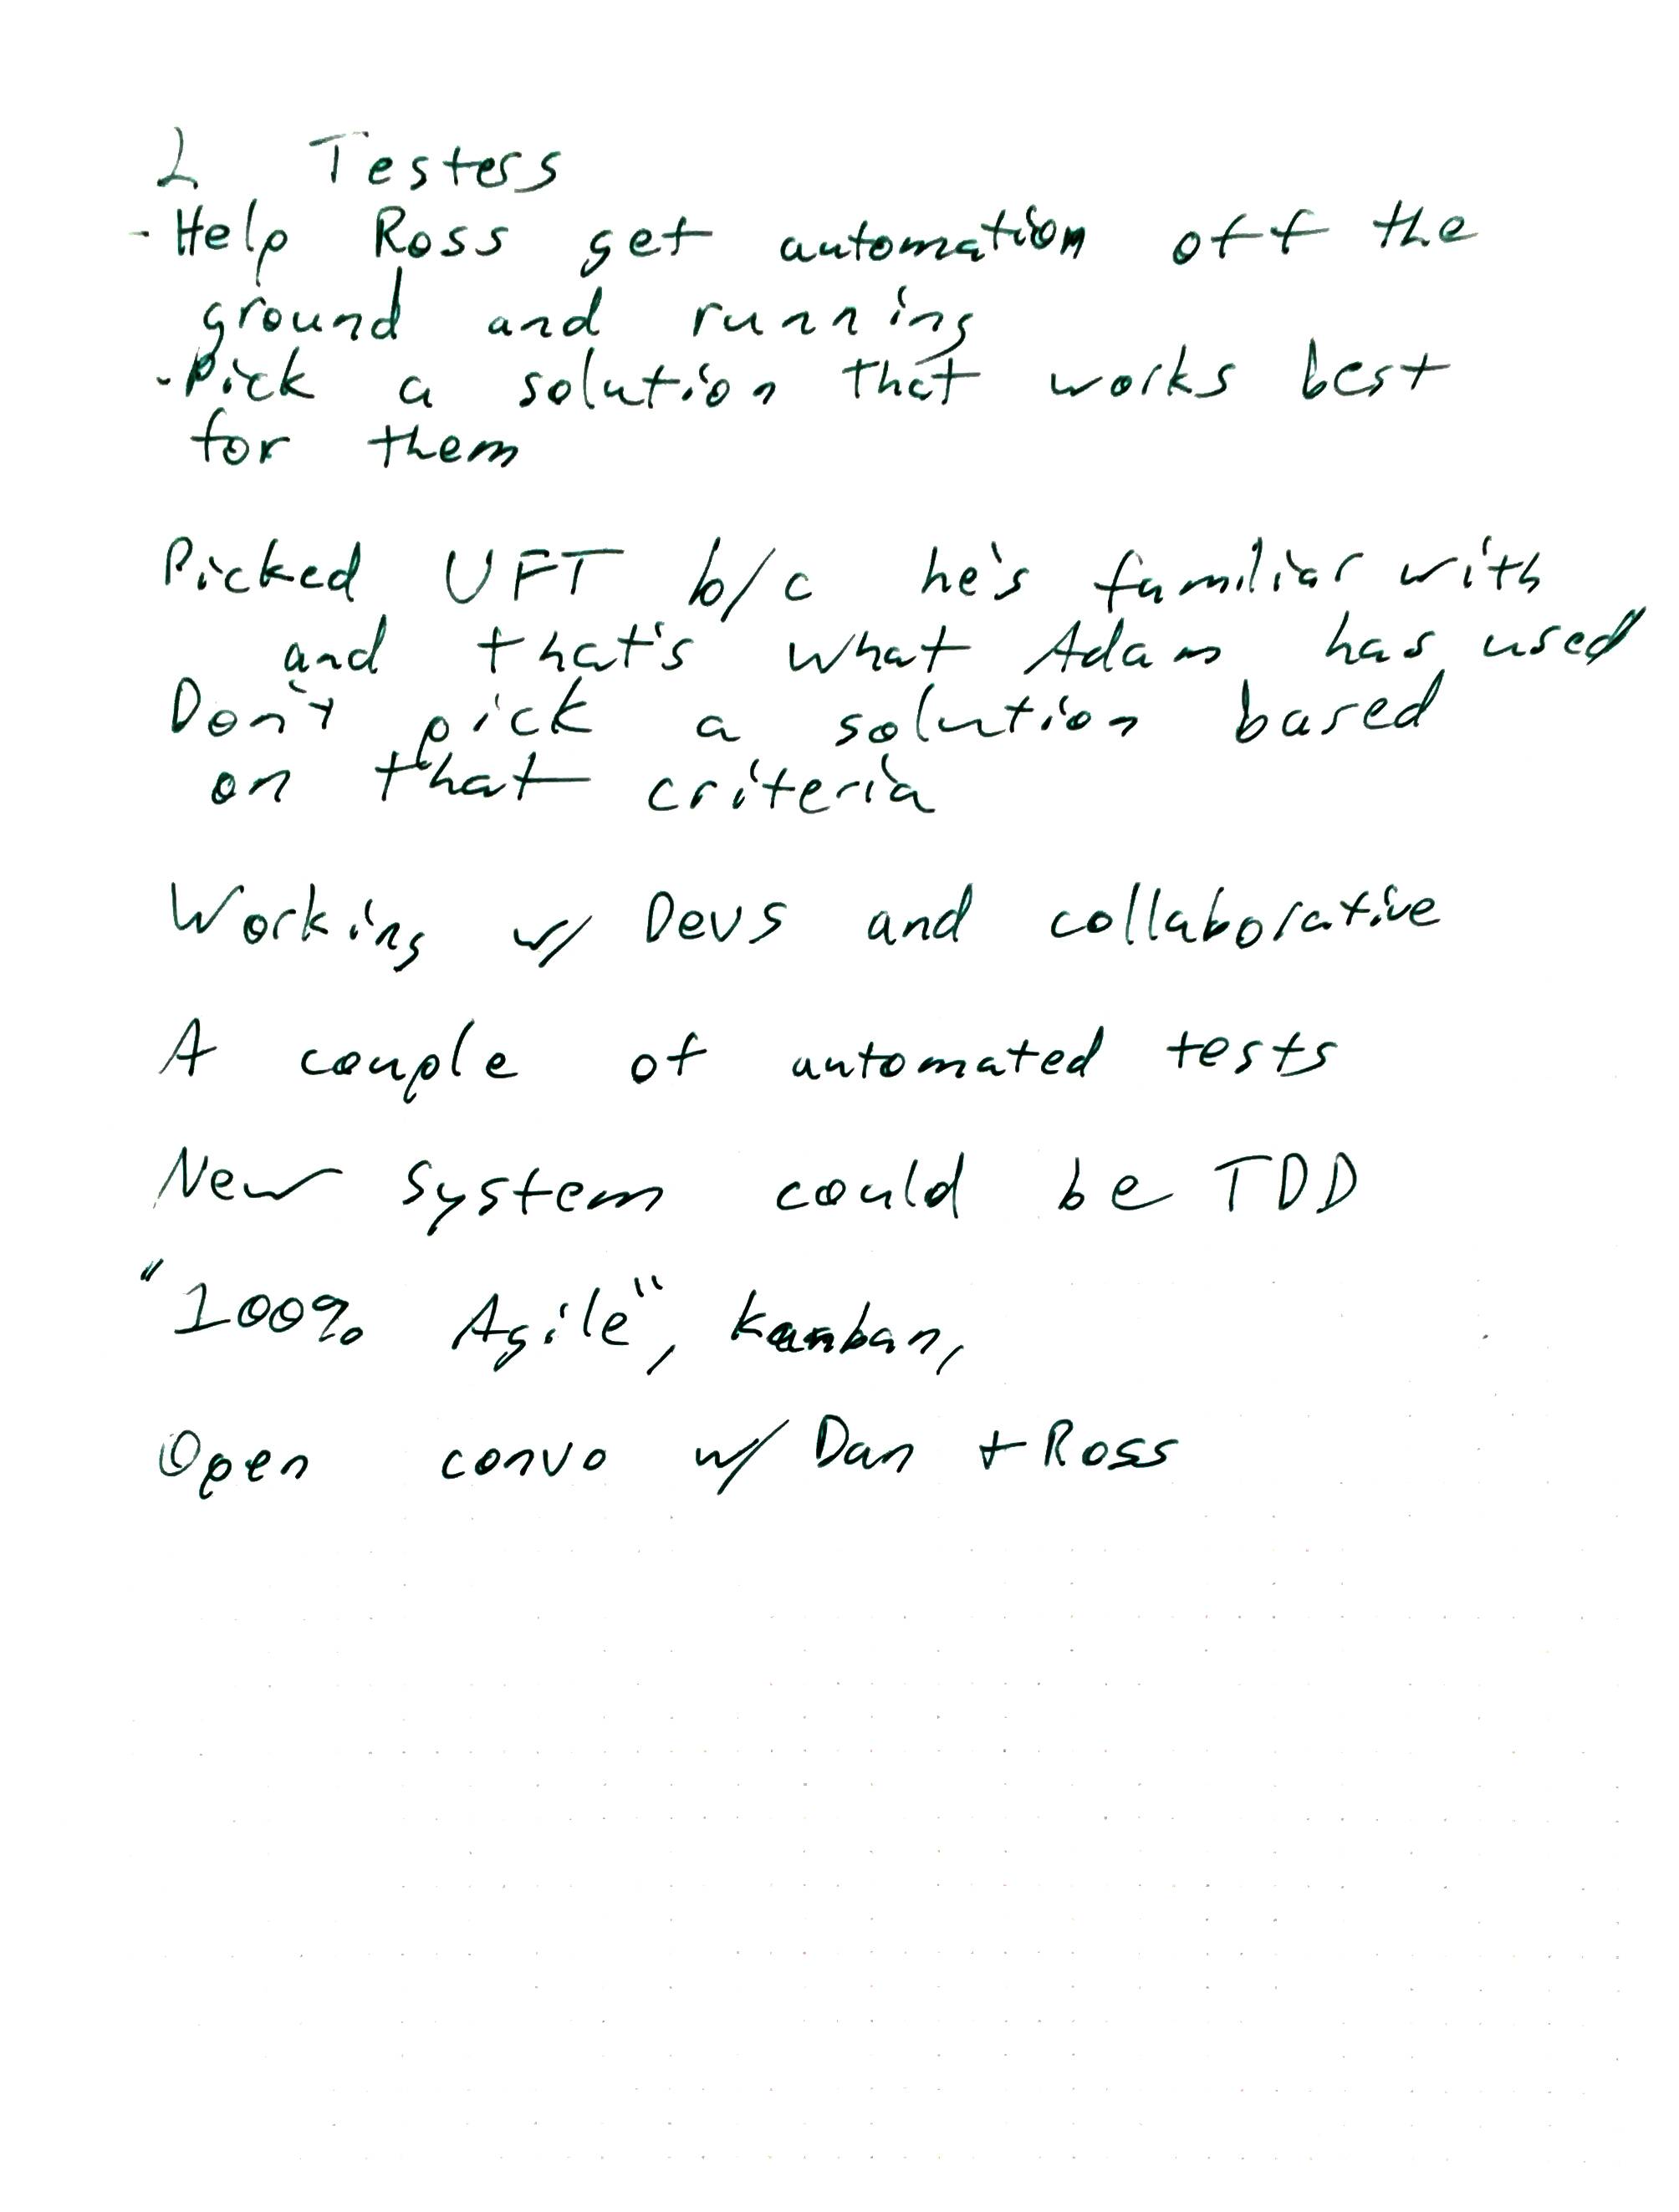 2 Testers
- Help Ross get automation off the
ground and running
- Pick a solution that works best
for them
Picked UFT b/c he's familiar with
and that's what Adam has used
Don't pick a solution based
on that criteria
Working w/ Devs and collaborative
A couple of automated tests
New system could be TDD
"100% Agile", Kanban,
Open convo w/ Dan + Ross